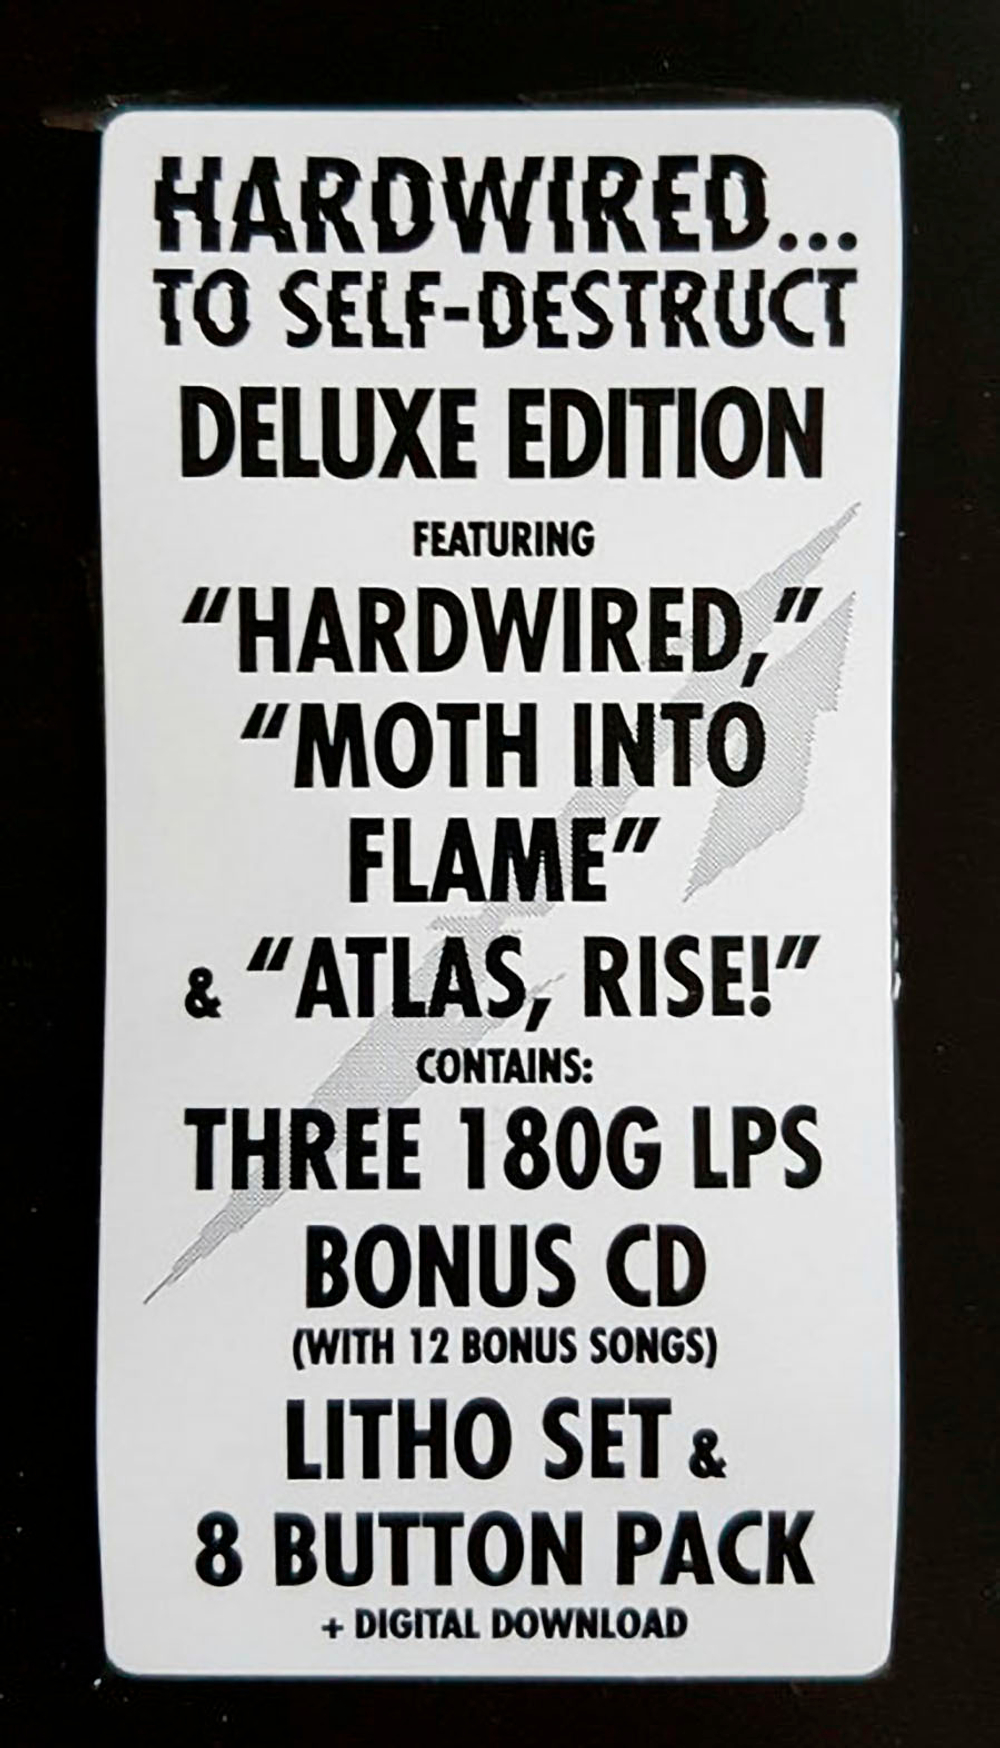 HARDWIRED...
TO SELF-DESTRUCT
DELUXE EDITION
FEATURING
"HARDWIRED,"
"MOTH INTO
FLAME"
& "ATLAS, RISE!"
CONTAINS:
THREE 180G LPS
BONUS CD
(WITH 12 BONUS SONGS)
LITHO SET &
8 BUTTON PACK
+ DIGITAL DOWNLOAD